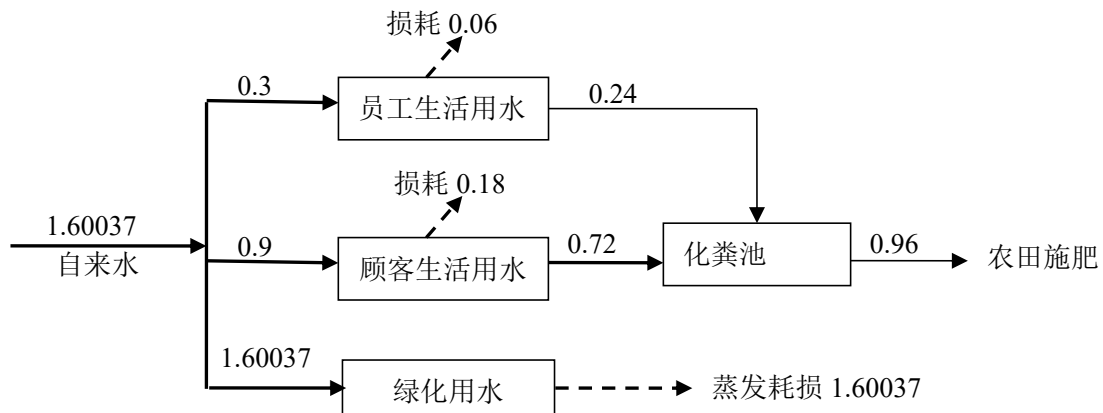 损耗 0.06
0.3
员工生活用水
0.24
损耗 0.18
1.60037
自来水
0.9
顾客生活用水
0.72
化粪池
0.96
农田施肥
1.60037
绿化用水
蒸发耗损 1.60037